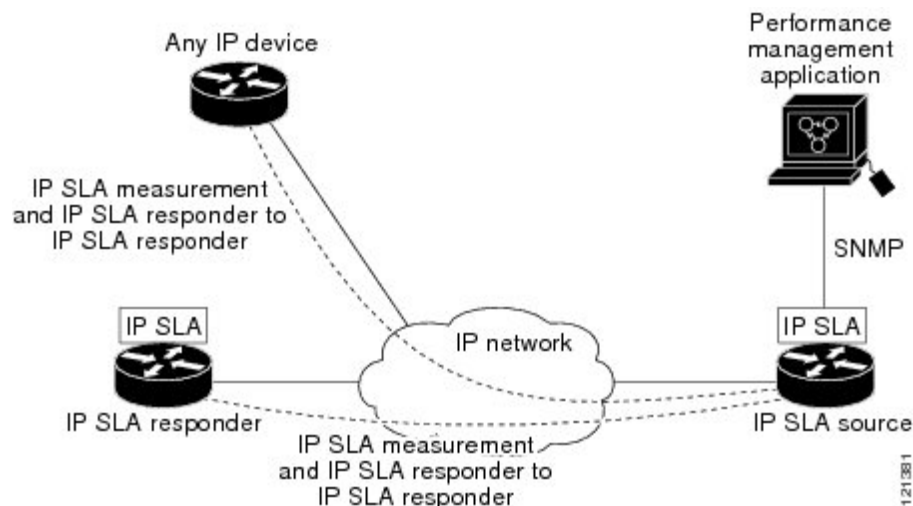 Any IP device
Performance
management
application
IP SLA measurement
and IP SLA responder to
IP SLA responder
SNMP
IP SLA
IP network
IP SLA
IP SLA responder
IP SLA source
IP SLA measurement
and IP SLA responder to
IP SLA responder
121381